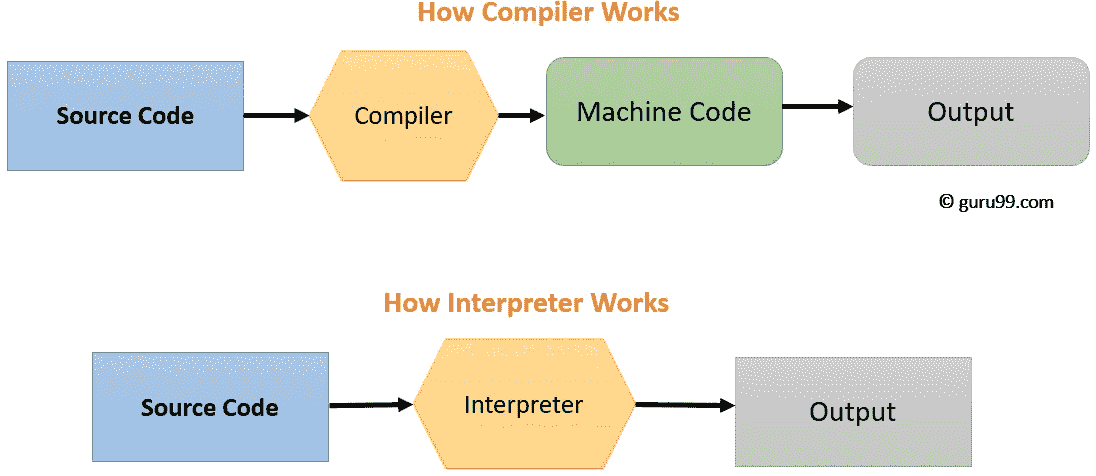 How Compiler Works
Source Code
Compiler
Machine Code
Output
© guru99.com
How Interpreter Works
Source Code
Interpreter
Output